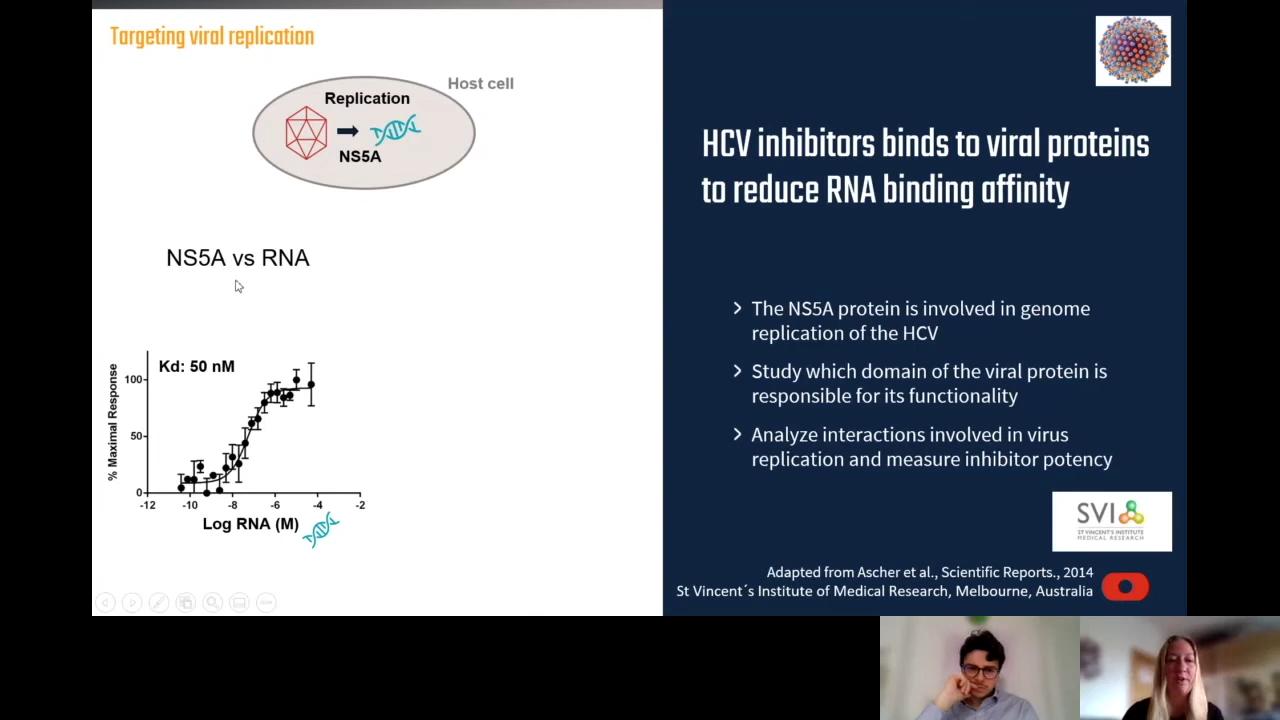 Targeting viral replication
Host cell
Replication
NS5A
NS5A vs RNA
Kd: 50 nM
% Maximal Response
100
50
0
-12 -10 -8 -6 -4 -2
Log RNA (M)
HCV inhibitors binds to viral proteins
to reduce RNA binding affinity
The NS5A protein is involved in genome
replication of the HCV
Study which domain of the viral protein is
responsible for its functionality
Analyze interactions involved in virus
replication and measure inhibitor potency
SVI
ST VINCENT'S INSTITUTE
MEDICAL RESEARCH
Adapted from Ascher et al., Scientific Reports., 2014
St Vincent´s Institute of Medical Research, Melbourne, Australia